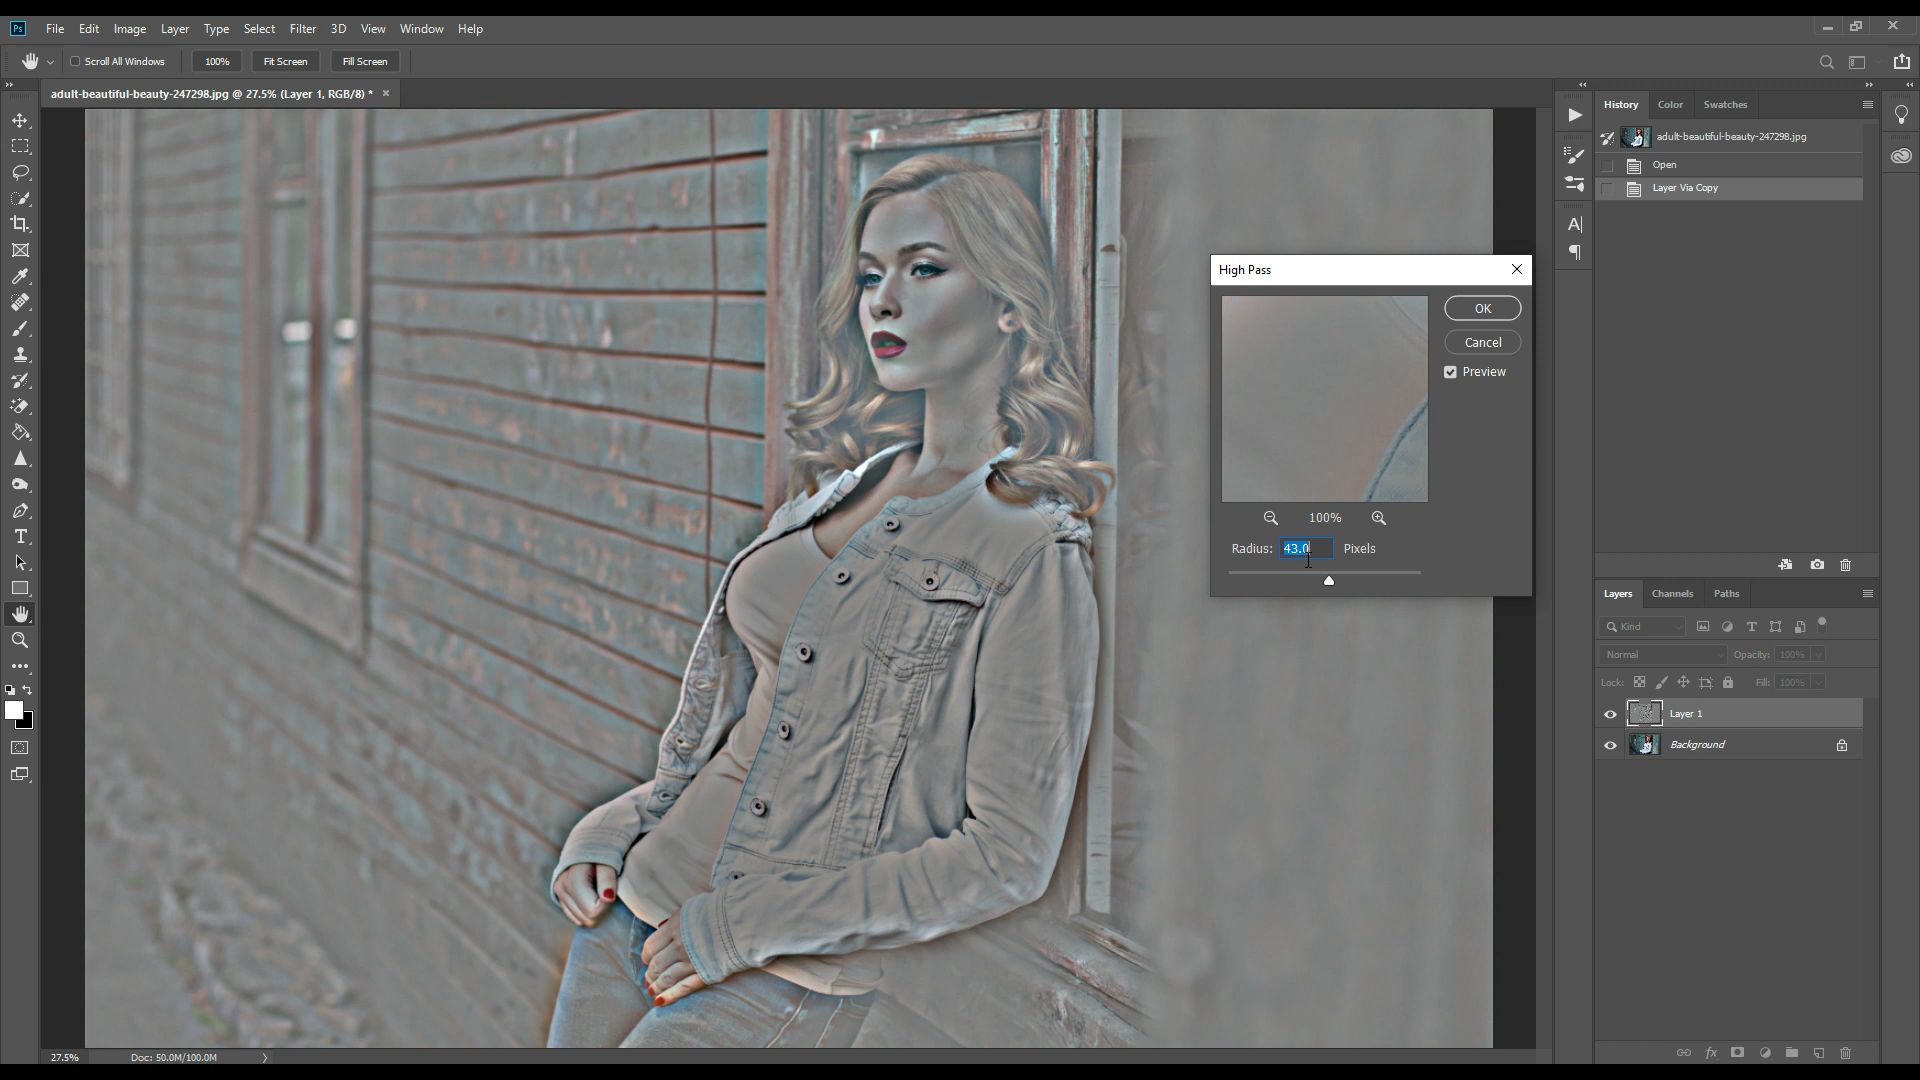 Ps File Edit Image Layer Type Select Filter 3D View Window Help
Scroll All Windows 100% Fit Screen Fill Screen
adult-beautiful-beauty-247298.jpg @ 27.5% (Layer 1, RGB/8) *
History Color Swatches
adult-beautiful-beauty-247298.jpg
Open
Layer Via Copy
High Pass
OK
Cancel
Preview
100%
Radius: 43.0 Pixels
Layers Channels Paths
Kind
Normal Opacity: 100%
Lock: Fill: 100%
Layer 1
Background
27.5% Doc: 50.0M/100.0M